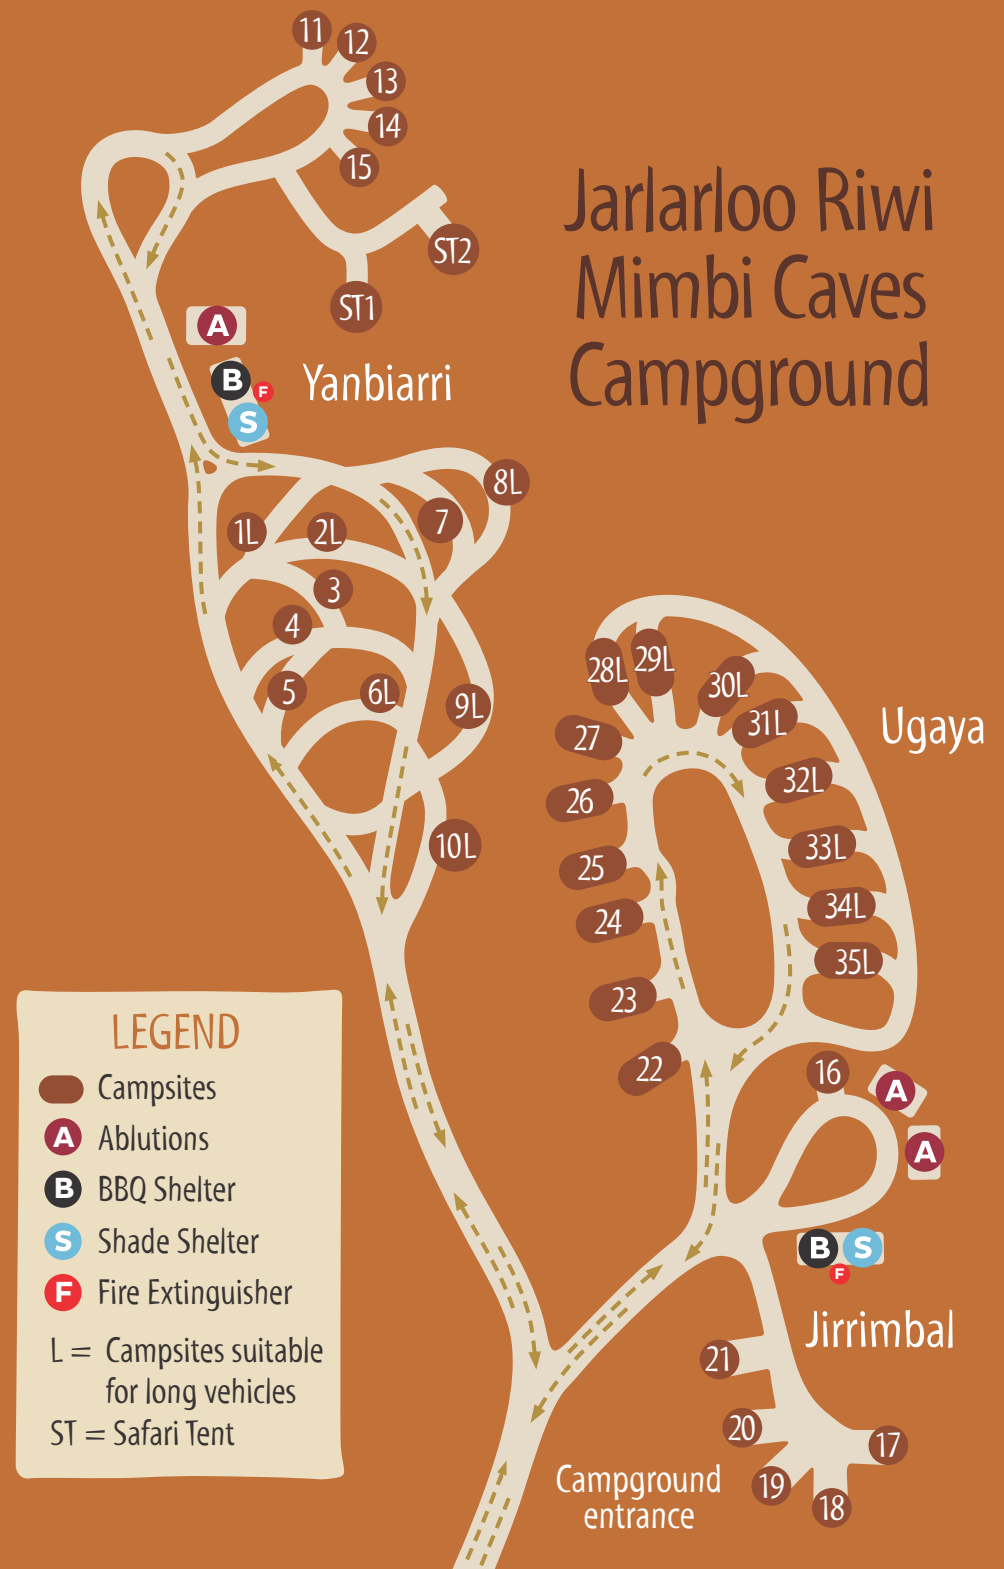 11
12
13
14
15
Jarlarloo Riwi
Mimbi Caves
Campground
ST2
ST1
A
B
F
S
Yanbiarri
8L
7
1L
2L
3
4
5
6L
9L
10L
28L
29L
30L
31L
Ugaya
27
32L
26
33L
25
34L
24
35L
23
22
16
A
A
B
S
F
Jirrimbal
21
20
19
18
17
Campground
entrance
LEGEND
Campsites
A Ablutions
B BBQ Shelter
S Shade Shelter
F Fire Extinguisher
L = Campsites suitable
for long vehicles
ST = Safari Tent